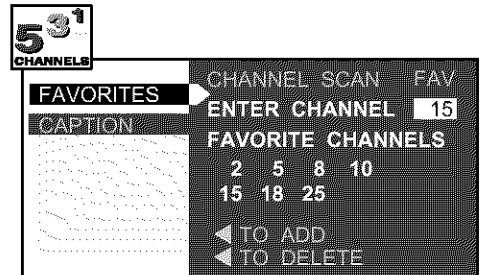 5 3 1
CHANNELS
FAVORITES
CAPTION
CHANNEL SCAN FAV
ENTER CHANNEL 15
FAVORITE CHANNELS
2 5 8 10
15 18 25
TO ADD
TO DELETE